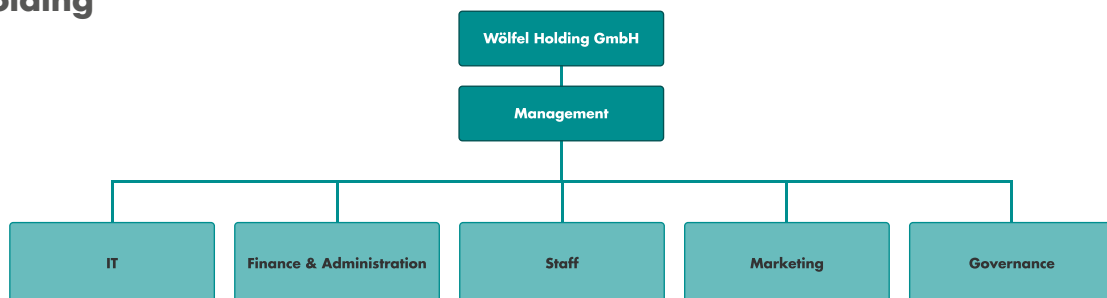 Wölfel Holding GmbH
Management
IT
Finance & Administration
Staff
Marketing
Governance